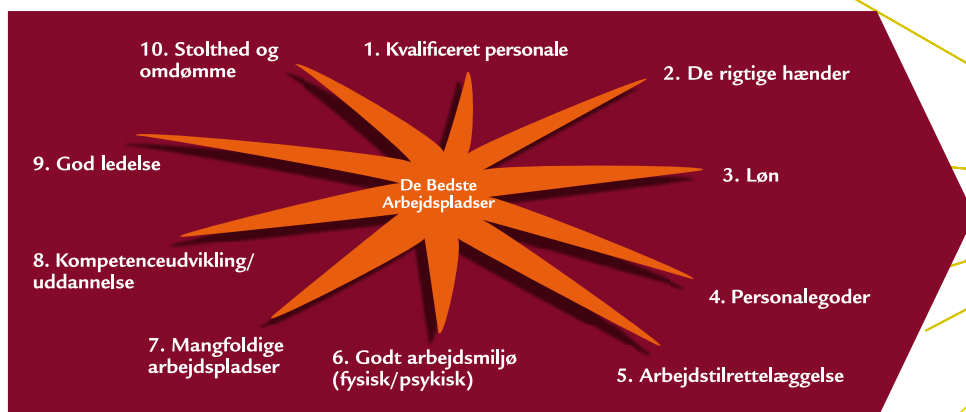 1. Kvalificeret personale
2. De rigtige hænder
3. Løn
4. Personalegoder
5. Arbejdstilrettelæggelse
6. Godt arbejdsmiljø
(fysisk/psykisk)
7. Mangfoldige
arbejdspladser
8. Kompetenceudvikling/
uddannelse
9. God ledelse
10. Stolthed og
omdømme
De Bedste
Arbejdspladser